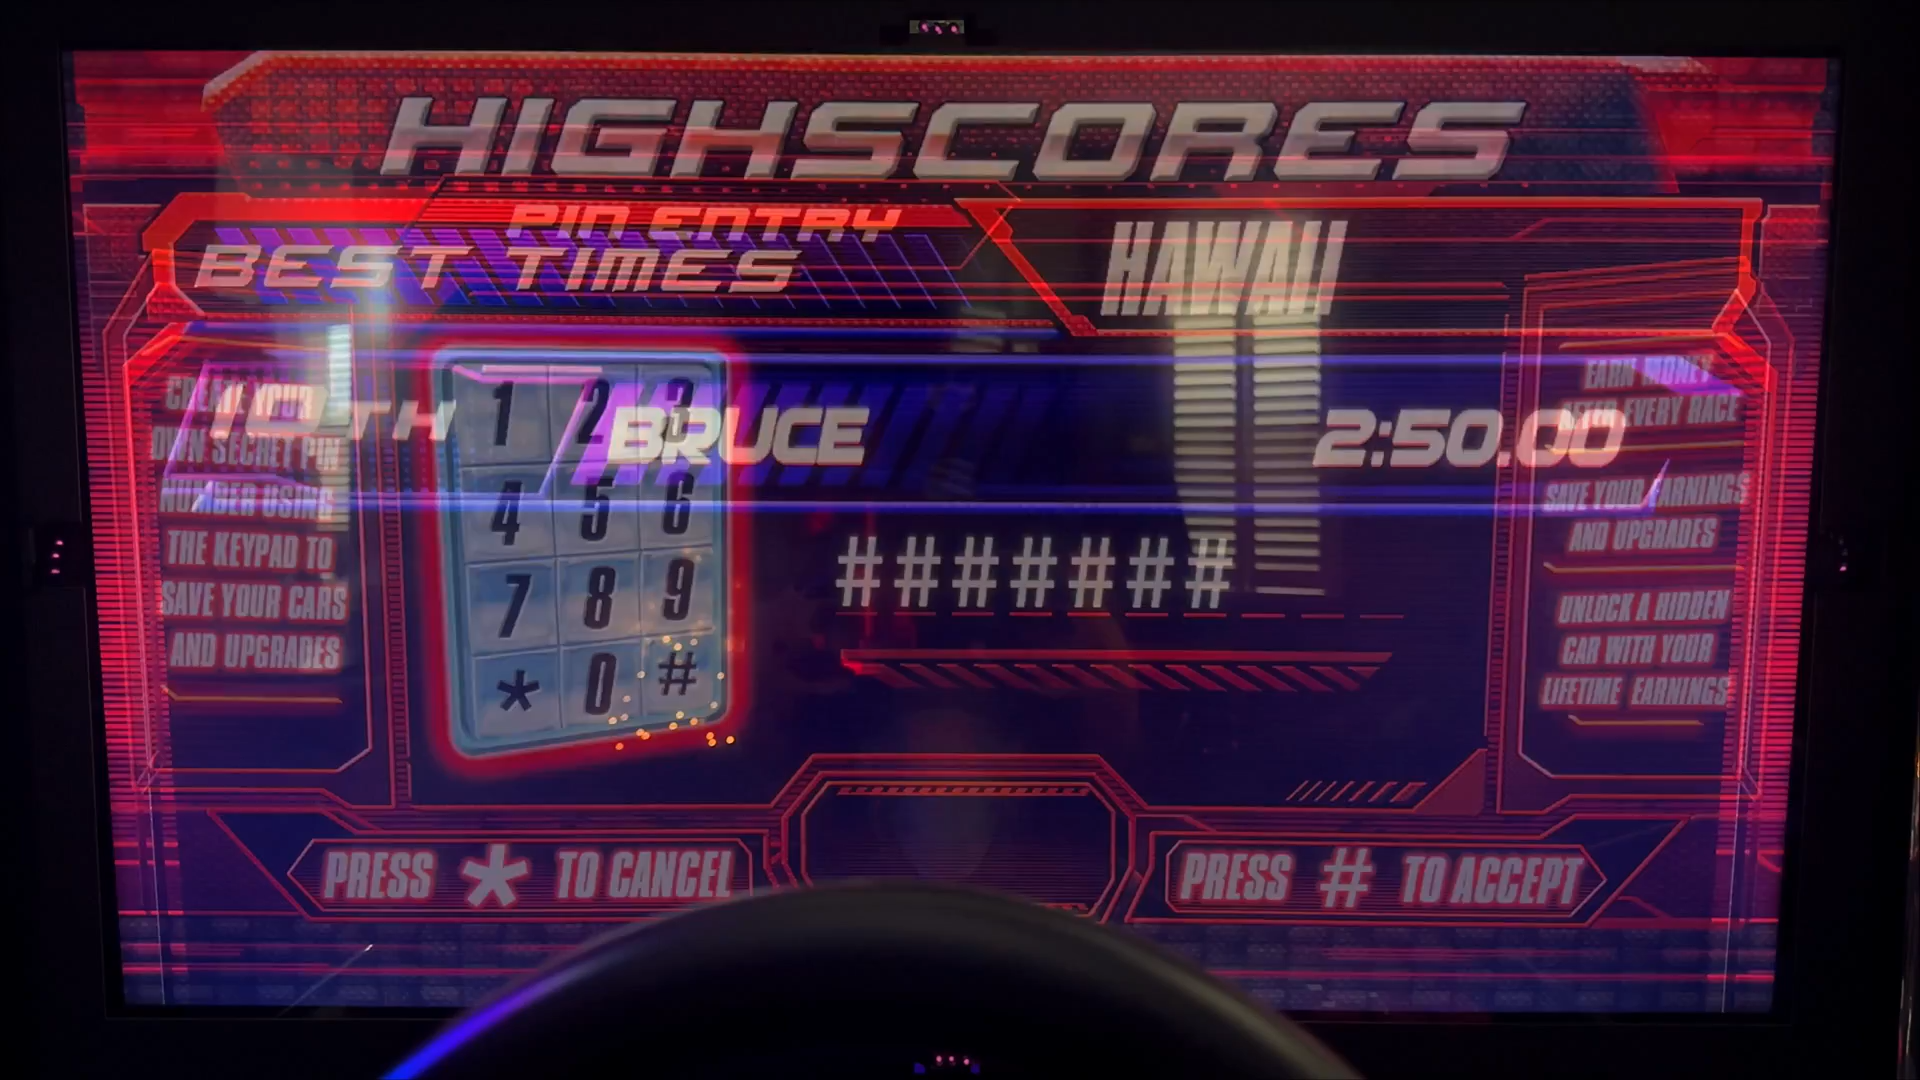 HIGHSCORES
PIN ENTRY
BEST TIMES
HAWAII
CREATE YOUR
OWN SECRET PIN
NUMBER USING
THE KEYPAD TO
SAVE YOUR CARS
AND UPGRADES
10TH BRUCE 2:50.00
1 2 3
4 5 6
7 8 9
* 0 #
#######
EARN MONEY
AFTER EVERY RACE
SAVE YOUR EARNINGS
AND UPGRADES
UNLOCK A HIDDEN
CAR WITH YOUR
LIFETIME EARNINGS
PRESS * TO CANCEL
PRESS # TO ACCEPT